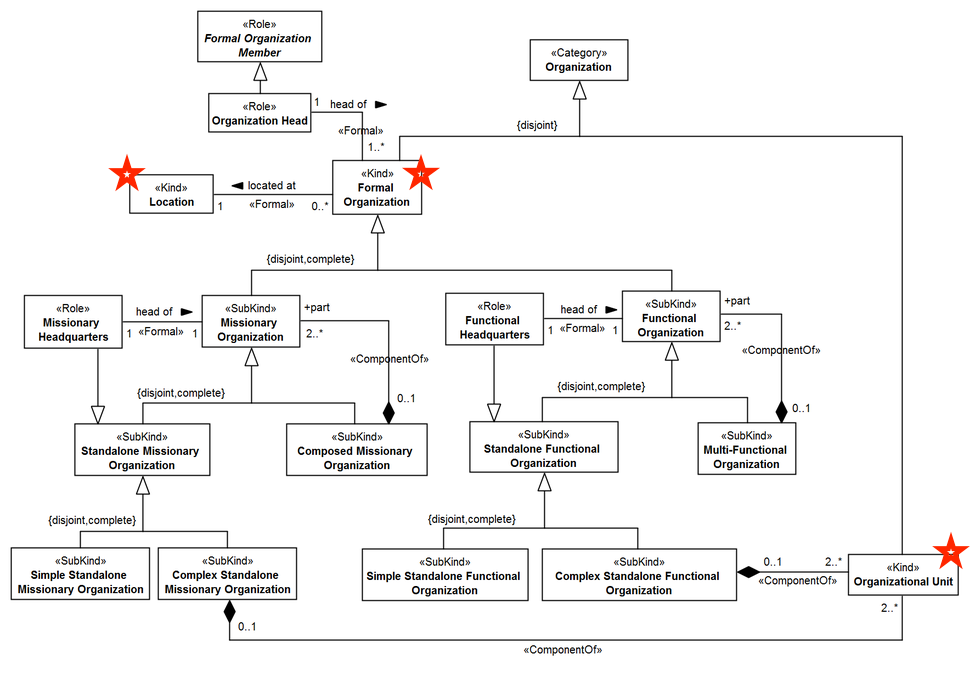 «Role»
Formal Organization
Member
«Category»
Organization
«Role»
Organization Head
1 head of
«Formal»
1..*
{disjoint}
«Kind»
Location
located at
1 «Formal» 0..*
«Kind»
Formal
Organization
{disjoint,complete}
«Role»
Missionary
Headquarters
head of
1 «Formal» 1
«SubKind»
Missionary
Organization
+part
2..*
«ComponentOf»
0..1
«Role»
Functional
Headquarters
head of
1 «Formal» 1
«SubKind»
Functional
Organization
+part
2..*
«ComponentOf»
0..1
{disjoint,complete}
{disjoint,complete}
«SubKind»
Standalone Missionary
Organization
«SubKind»
Composed Missionary
Organization
«SubKind»
Standalone Functional
Organization
«SubKind»
Multi-Functional
Organization
{disjoint,complete}
{disjoint,complete}
«SubKind»
Simple Standalone
Missionary Organization
«SubKind»
Complex Standalone
Missionary Organization
«SubKind»
Simple Standalone Functional
Organization
«SubKind»
Complex Standalone Functional
Organization
0..1 2..*
«ComponentOf»
«Kind»
Organizational Unit
2..*
0..1
«ComponentOf»